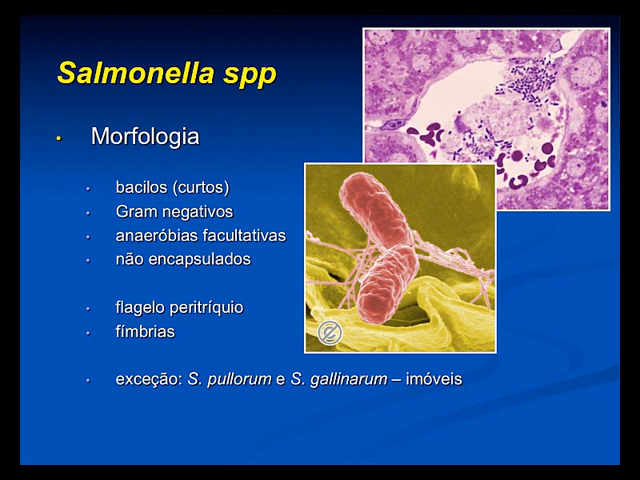 Salmonella spp
• Morfologia
• bacilos (curtos)
• Gram negativos
• anaeróbias facultativas
• não encapsulados
• flagelo peritríquio
• fímbrias
• exceção: S. pullorum e S. gallinarum – imóveis